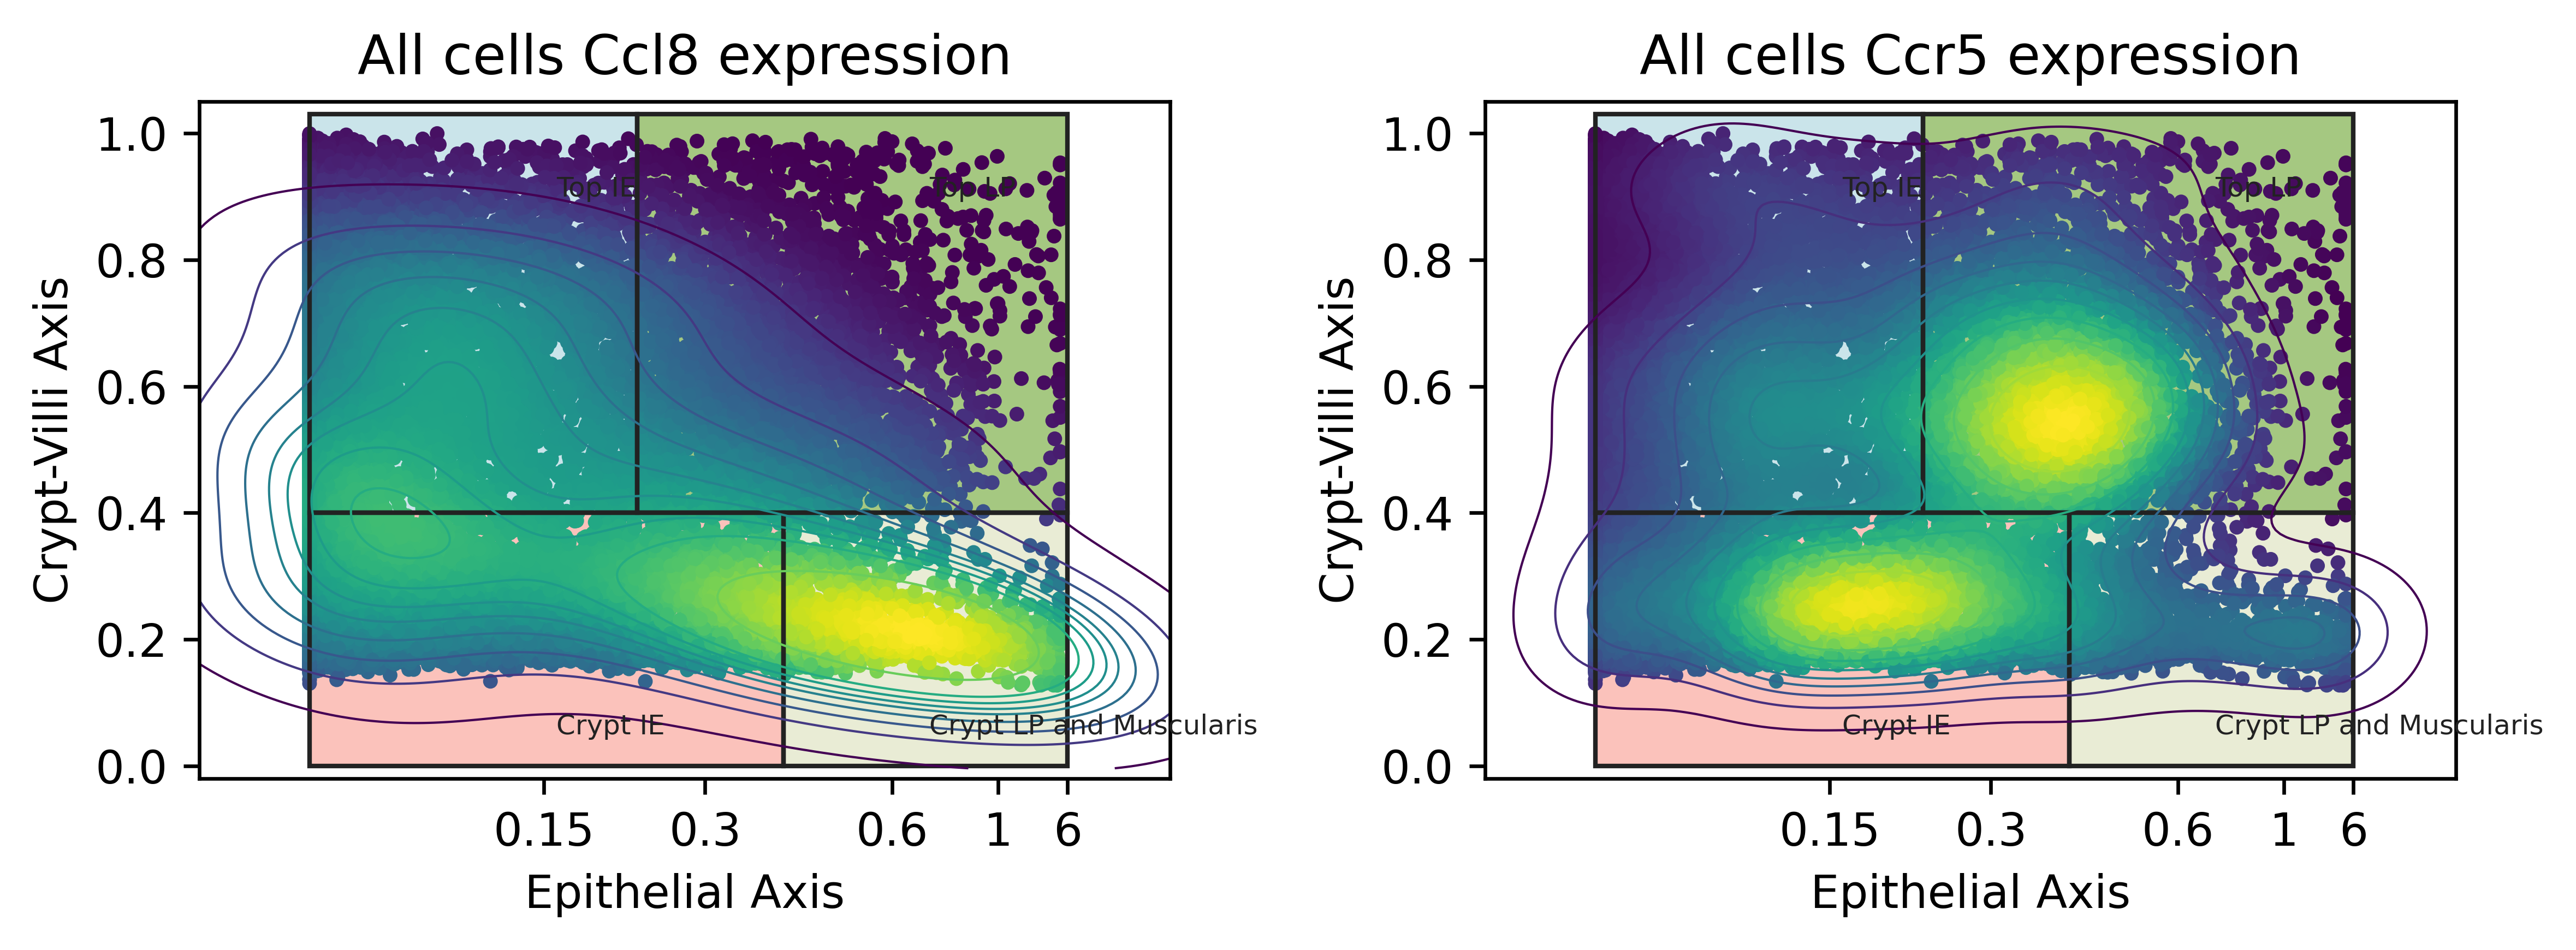 All cells Ccl8 expression
1.0
0.8
0.6
0.4
0.2
0.0
Crypt-Villi Axis
Top IE
Top LP
Crypt IE
Crypt LP and Muscularis
0.15 0.3 0.6 1 6
Epithelial Axis
All cells Ccr5 expression
1.0
0.8
0.6
0.4
0.2
0.0
Crypt-Villi Axis
Top IE
Top LP
Crypt IE
Crypt LP and Muscularis
0.15 0.3 0.6 1 6
Epithelial Axis